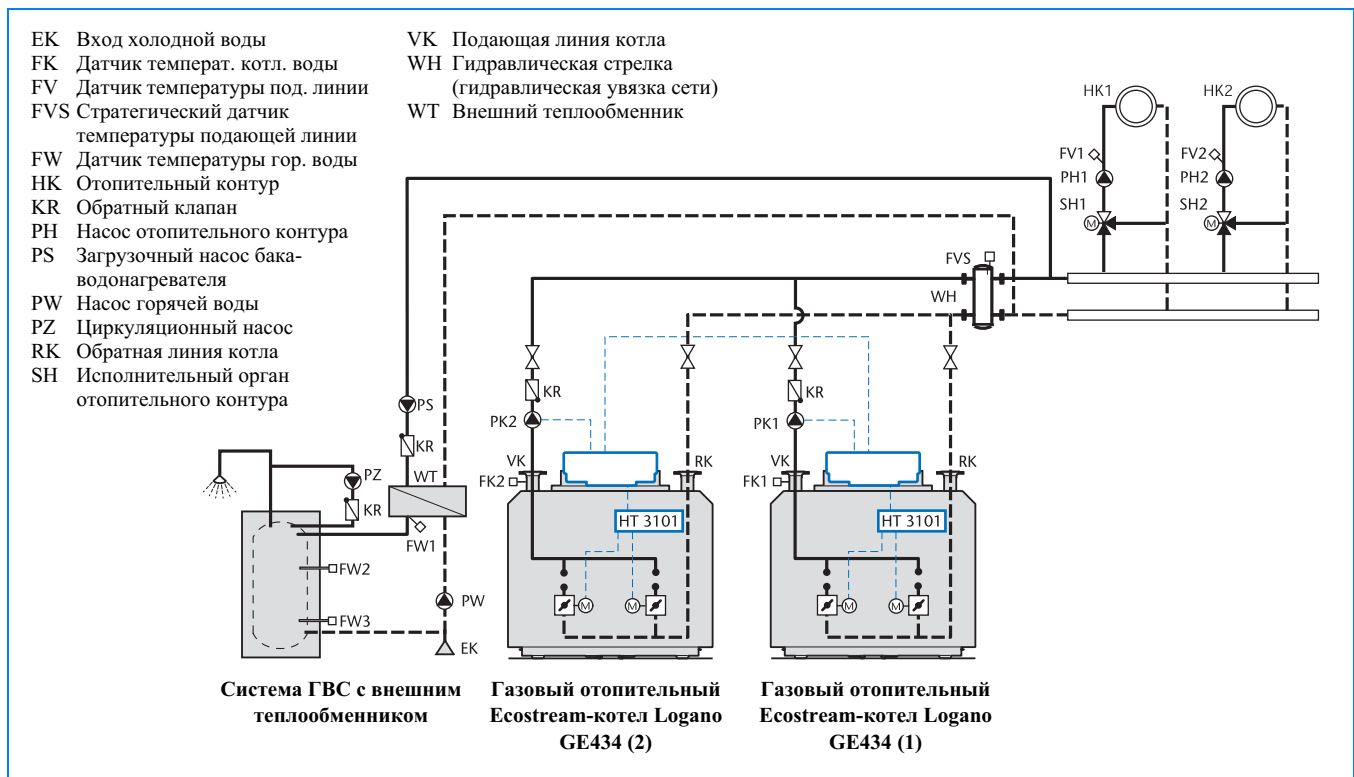 EK Вход холодной воды
FK Датчик температ. котл. воды
FV Датчик температуры под. линии
FVS Стратегический датчик
температуры подающей линии
FW Датчик температуры гор. воды
HK Отопительный контур
KR Обратный клапан
PH Насос отопительного контура
PS Загрузочный насос бака-
водонагревателя
PW Насос горячей воды
PZ Циркуляционный насос
RK Обратная линия котла
SH Исполнительный орган
отопительного контура
VK Подающая линия котла
WH Гидравлическая стрелка
(гидравлическая увязка сети)
WT Внешний теплообменник
HK1
HK2
FV1
FV2
PH1
PH2
SH1
SH2
M
M
FVS
WH
KR
KR
PS
PK2
PK1
KR
PZ
VK
RK
VK
RK
WT
FK2
FK1
KR
HT 3101
HT 3101
FW1
FW2
PW
M
M
M
M
FW3
EK
Система ГВС с внешним
теплообменником
Газовый отопительный
Ecostream-котел Logano
GE434 (2)
Газовый отопительный
Ecostream-котел Logano
GE434 (1)